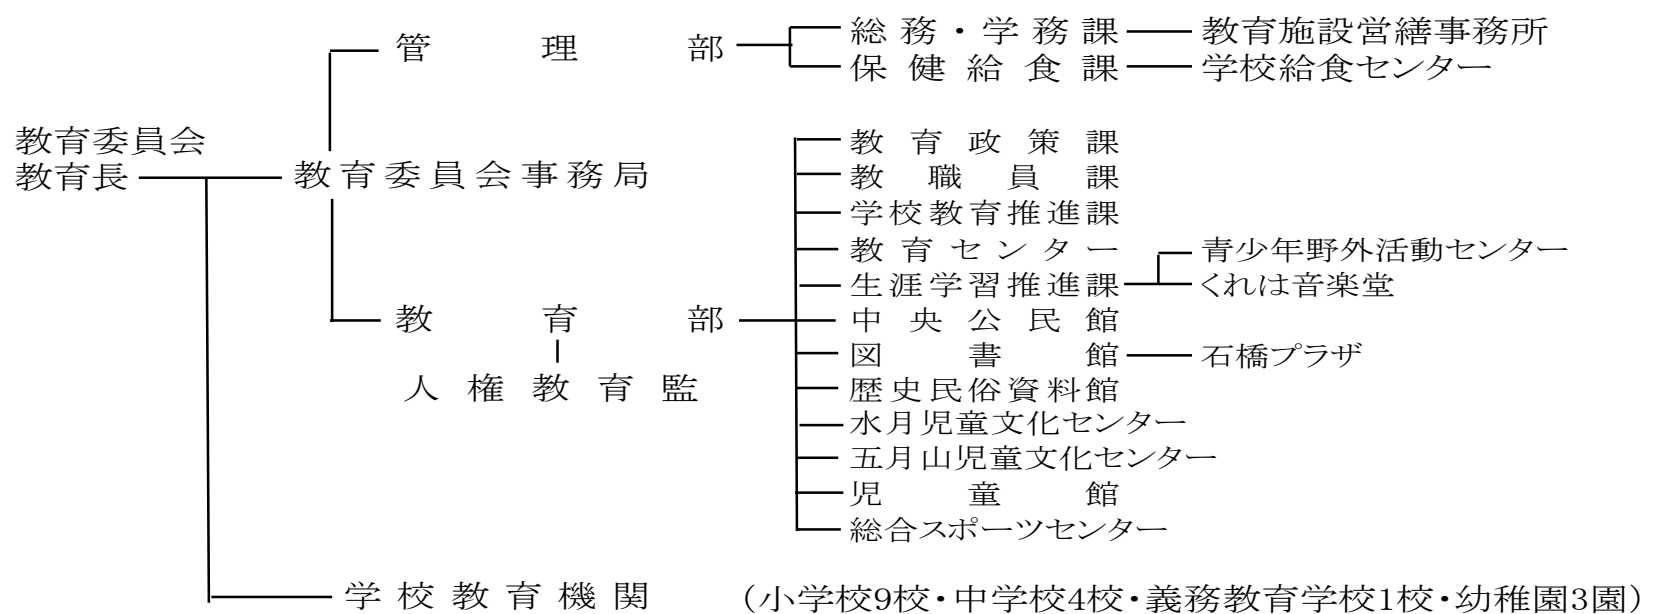 管理部
総務・学務課
教育施設営繕事務所
保健給食課
学校給食センター
教育委員会
教育長
教育委員会事務局
教育部
人権教育監
教育政策課
教職員課
学校教育推進課
教育センター
生涯学習推進課
青少年野外活動センター
くれは音楽堂
中央公民館
図書館
石橋プラザ
歴史民俗資料館
水月児童文化センター
五月山児童文化センター
児童館
総合スポーツセンター
学校教育機関
（小学校9校・中学校4校・義務教育学校1校・幼稚園3園）